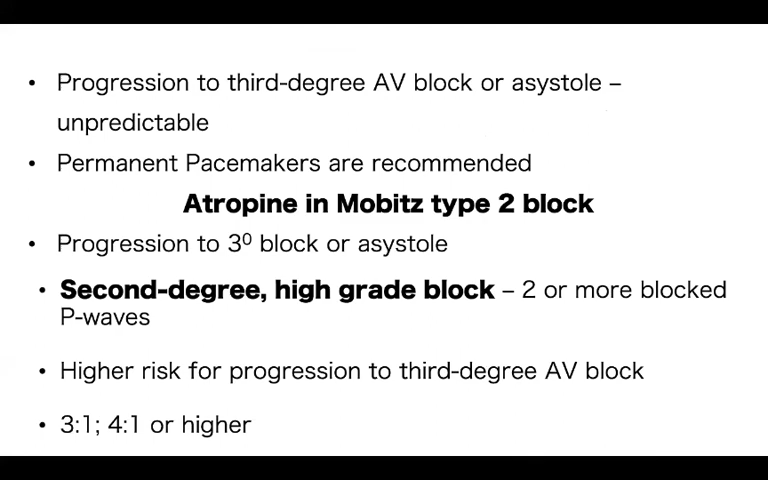 • Progression to third-degree AV block or asystole –
unpredictable
• Permanent Pacemakers are recommended
Atropine in Mobitz type 2 block
• Progression to 3⁰ block or asystole
• Second-degree, high grade block – 2 or more blocked
P-waves
• Higher risk for progression to third-degree AV block
• 3:1; 4:1 or higher